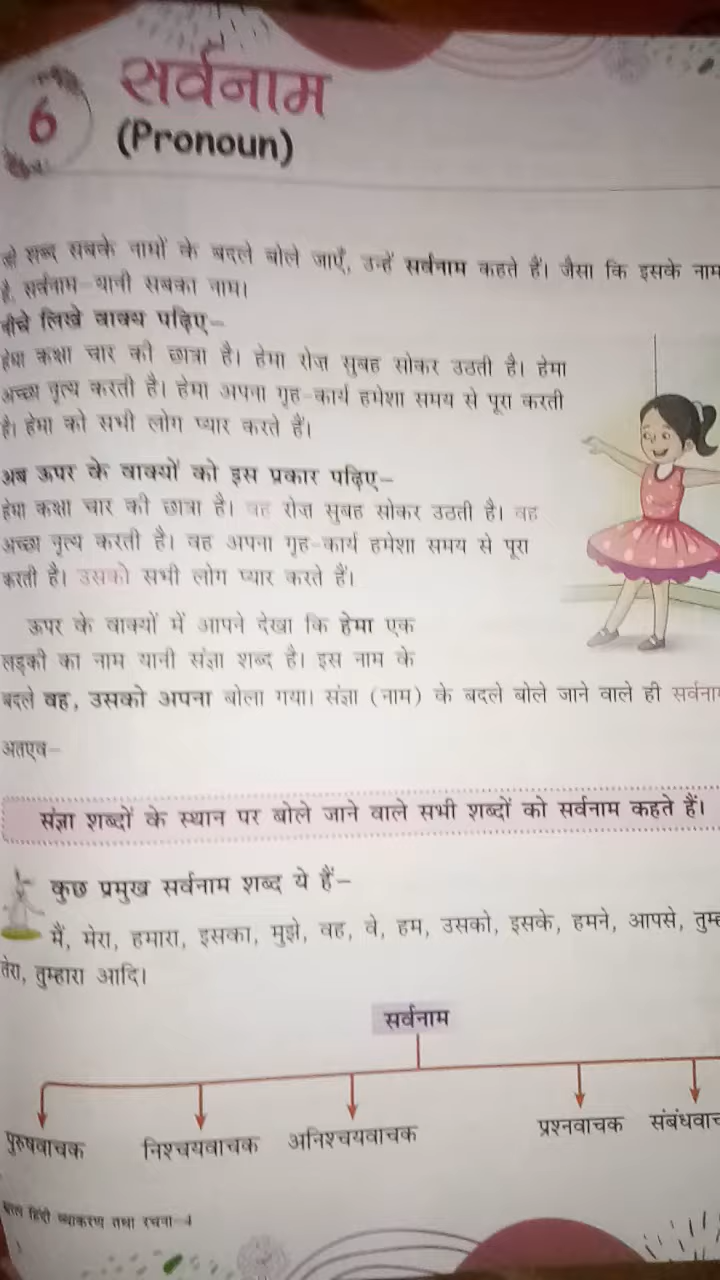 6
सर्वनाम
(Pronoun)
शब्द सबके नामों के बदले बोले जाएँ, उन्हें सर्वनाम कहते हैं। जैसा कि इसके नाम
है, सर्वनाम-यानी सबका नाम।
नीचे लिखे वाक्य पढ़िए–
हेमा कक्षा चार की छात्रा है। हेमा रोज़ सुबह सोकर उठती है। हेमा
अच्छा नृत्य करती है। हेमा अपना गृह-कार्य हमेशा समय से पूरा करती
है। हेमा को सभी लोग प्यार करते हैं।
अब ऊपर के वाक्यों को इस प्रकार पढ़िए–
हेमा कक्षा चार की छात्रा है। वह रोज़ सुबह सोकर उठती है। वह
अच्छा नृत्य करती है। वह अपना गृह-कार्य हमेशा समय से पूरा
करती है। उसको सभी लोग प्यार करते हैं।
ऊपर के वाक्यों में आपने देखा कि हेमा एक
लड़की का नाम यानी संज्ञा शब्द है। इस नाम के
बदले वह, उसको अपना बोला गया। संज्ञा (नाम) के बदले बोले जाने वाले ही सर्वनाम
अतएव–
संज्ञा शब्दों के स्थान पर बोले जाने वाले सभी शब्दों को सर्वनाम कहते हैं।
कुछ प्रमुख सर्वनाम शब्द ये हैं–
मैं, मेरा, हमारा, इसका, मुझे, वह, वे, हम, उसको, इसके, हमने, आपसे,
तेरा, तुम्हारा आदि।
सर्वनाम
पुरुषवाचक निश्चयवाचक अनिश्चयवाचक प्रश्नवाचक
हिंदी व्याकरण तथा रचना-4